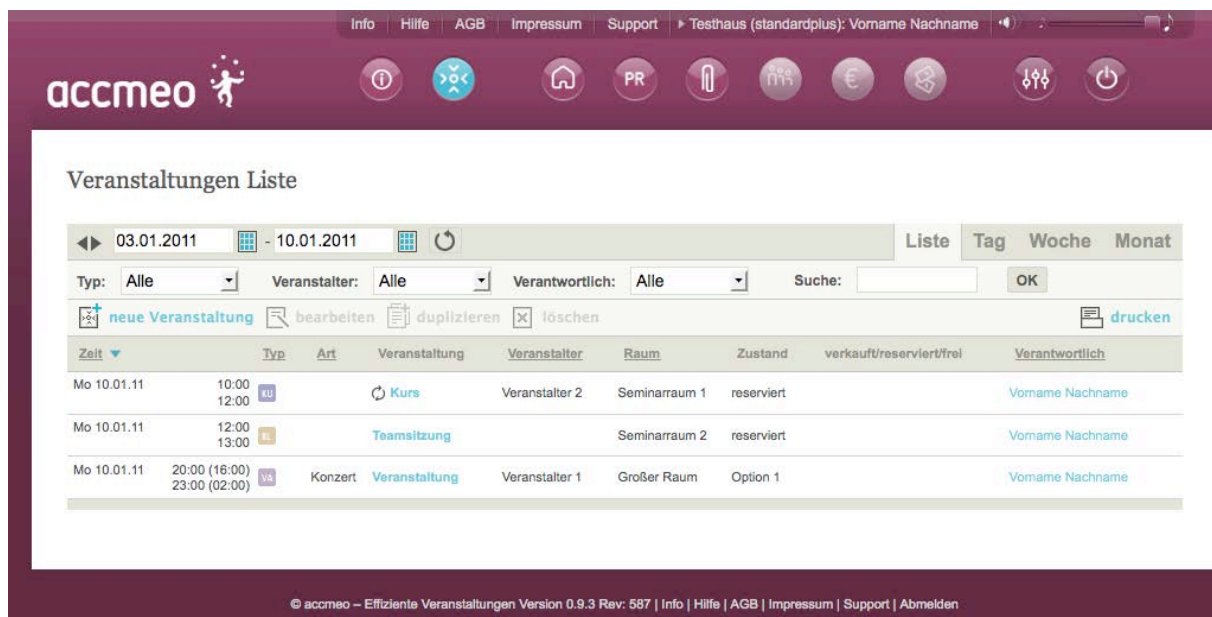 Info Hilfe AGB Impressum Support Testhaus (standardplus): Vorname Nachname
accmeo PR €
Veranstaltungen Liste
03.01.2011 - 10.01.2011 Liste Tag Woche Monat
Typ: Alle Veranstalter: Alle Verantwortlich: Alle Suche: OK
neue Veranstaltung bearbeiten duplizieren löschen drucken
Zeit Typ Art Veranstaltung Veranstalter Raum Zustand verkauft/reserviert/frei Verantwortlich
Mo 10.01.11 10:00 KU Kurs Veranstalter 2 Seminarraum 1 reserviert Vorname Nachname
12:00
Mo 10.01.11 12:00 Teamsitzung Seminarraum 2 reserviert Vorname Nachname
13:00
Mo 10.01.11 20:00 (16:00) VA Konzert Veranstaltung Veranstalter 1 Großer Raum Option 1 Vorname Nachname
23:00 (02:00)
© accmeo – Effiziente Veranstaltungen Version 0.9.3 Rev: 587 | Info | Hilfe | AGB | Impressum | Support | Abmelden